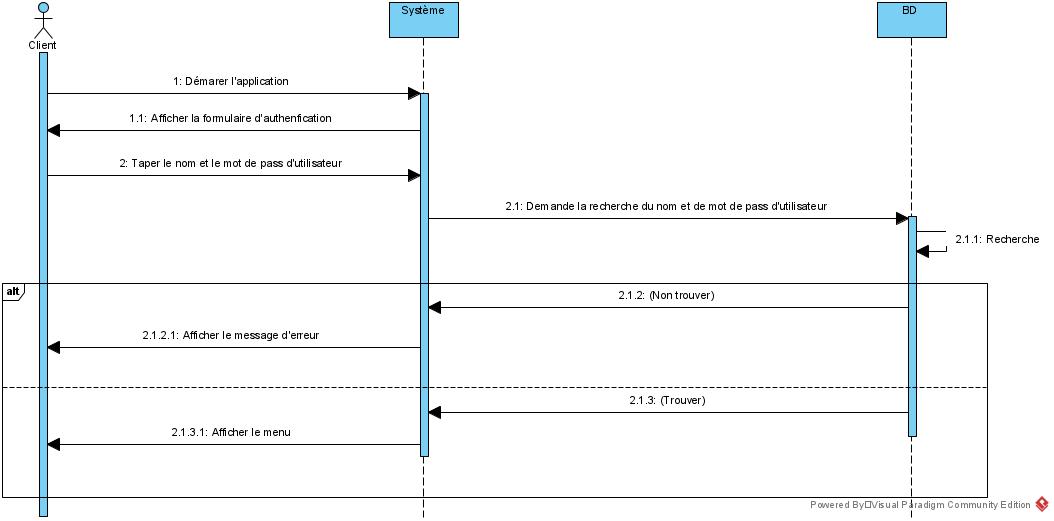 Client
Système
BD
1: Démarer l'application
1.1: Afficher la formulaire d'authenfication
2: Taper le nom et le mot de pass d'utilisateur
2.1: Demande la recherche du nom et de mot de pass d'utilisateur
2.1.1: Recherche
alt
2.1.2: (Non trouver)
2.1.2.1: Afficher le message d'erreur
2.1.3: (Trouver)
2.1.3.1: Afficher le menu
Powered By Visual Paradigm Community Edition